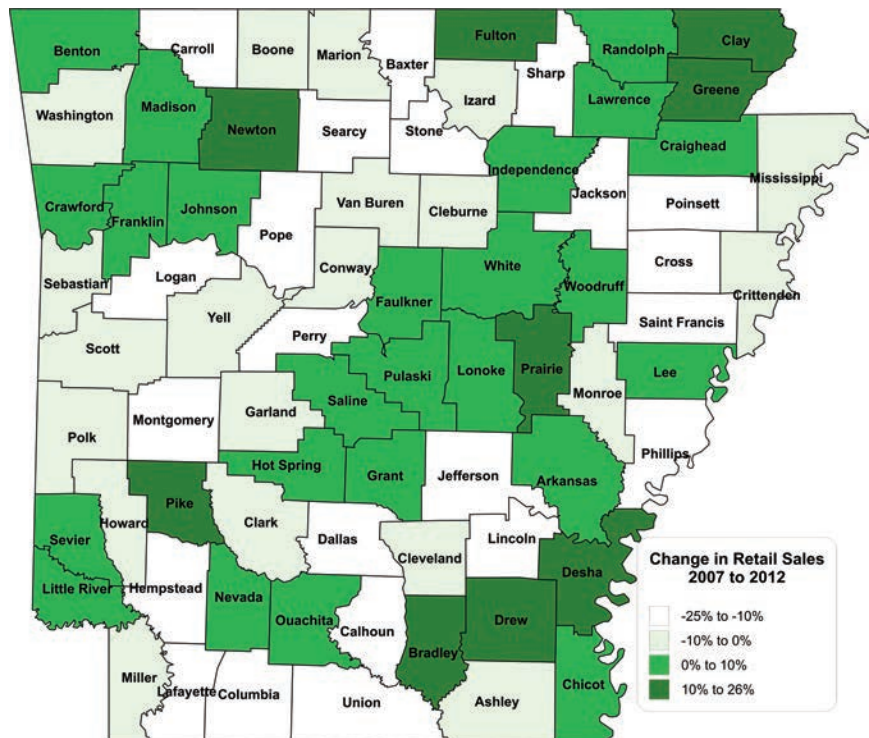 Benton
Carroll
Boone
Marion
Baxter
Fulton
Sharp
Randolph
Clay
Greene
Washington
Madison
Newton
Searcy
Stone
Izard
Lawrence
Independence
Craighead
Mississippi
Crawford
Franklin
Johnson
Pope
Van Buren
Cleburne
Jackson
Poinsett
Sebastian
Logan
Conway
Faulkner
White
Woodruff
Cross
Crittenden
Scott
Yell
Perry
Saline
Pulaski
Lonoke
Prairie
Saint Francis
Monroe
Lee
Polk
Montgomery
Garland
Hot Spring
Grant
Jefferson
Arkansas
Phillips
Sevier
Howard
Pike
Clark
Dallas
Cleveland
Lincoln
Desha
Little River
Hempstead
Nevada
Ouachita
Calhoun
Bradley
Drew
Miller
Lafayette
Columbia
Union
Ashley
Chicot
Change in Retail Sales
2007 to 2012
-25% to -10%
-10% to 0%
0% to 10%
10% to 26%